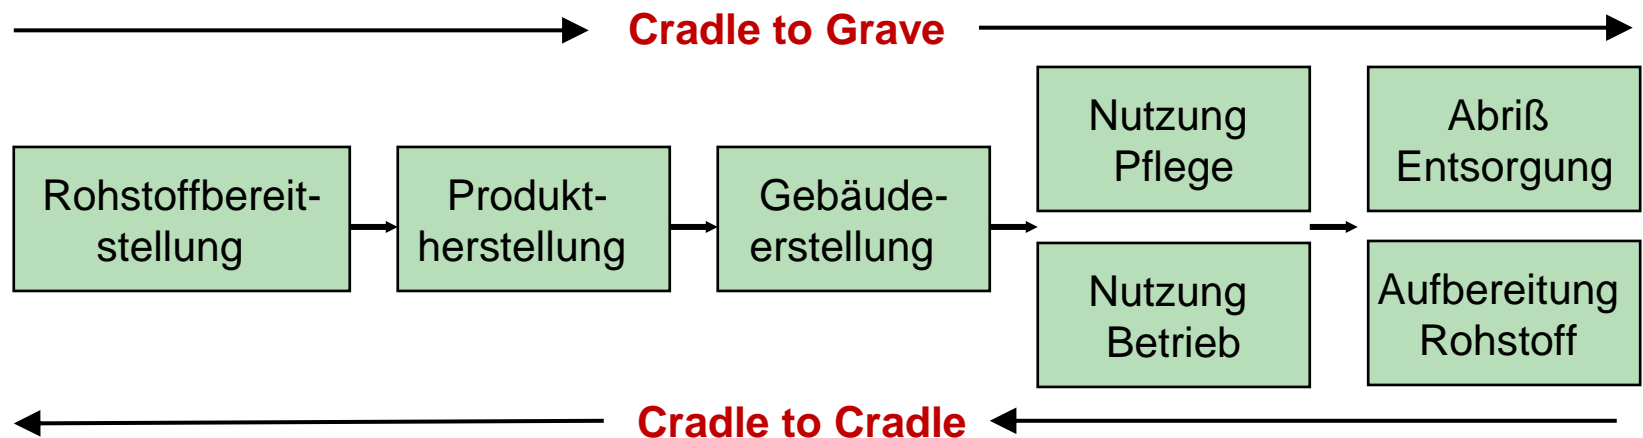 Cradle to Grave
Rohstoffbereit-
stellung
Produkt-
herstellung
Gebäude-
erstellung
Nutzung
Pflege
Nutzung
Betrieb
Abriß
Entsorgung
Aufbereitung
Rohstoff
Cradle to Cradle